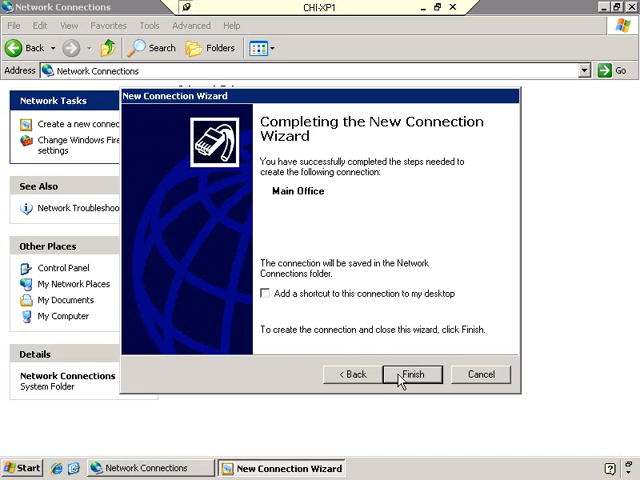 Network Connections
CHI-XP1
File Edit View Favorites Tools Advanced Help
Back Search Folders
Address Network Connections Go
Network Tasks
Create a new connec
Change Windows Fire
settings
See Also
Network Troublesho
Other Places
Control Panel
My Network Places
My Documents
My Computer
Details
Network Connections
System Folder
New Connection Wizard
Completing the New Connection
Wizard
You have successfully completed the steps needed to
create the following connection:
Main Office
The connection will be saved in the Network
Connections folder.
Add a shortcut to this connection to my desktop
To create the connection and close this wizard, click Finish.
< Back Finish Cancel
Start Network Connections New Connection Wizard